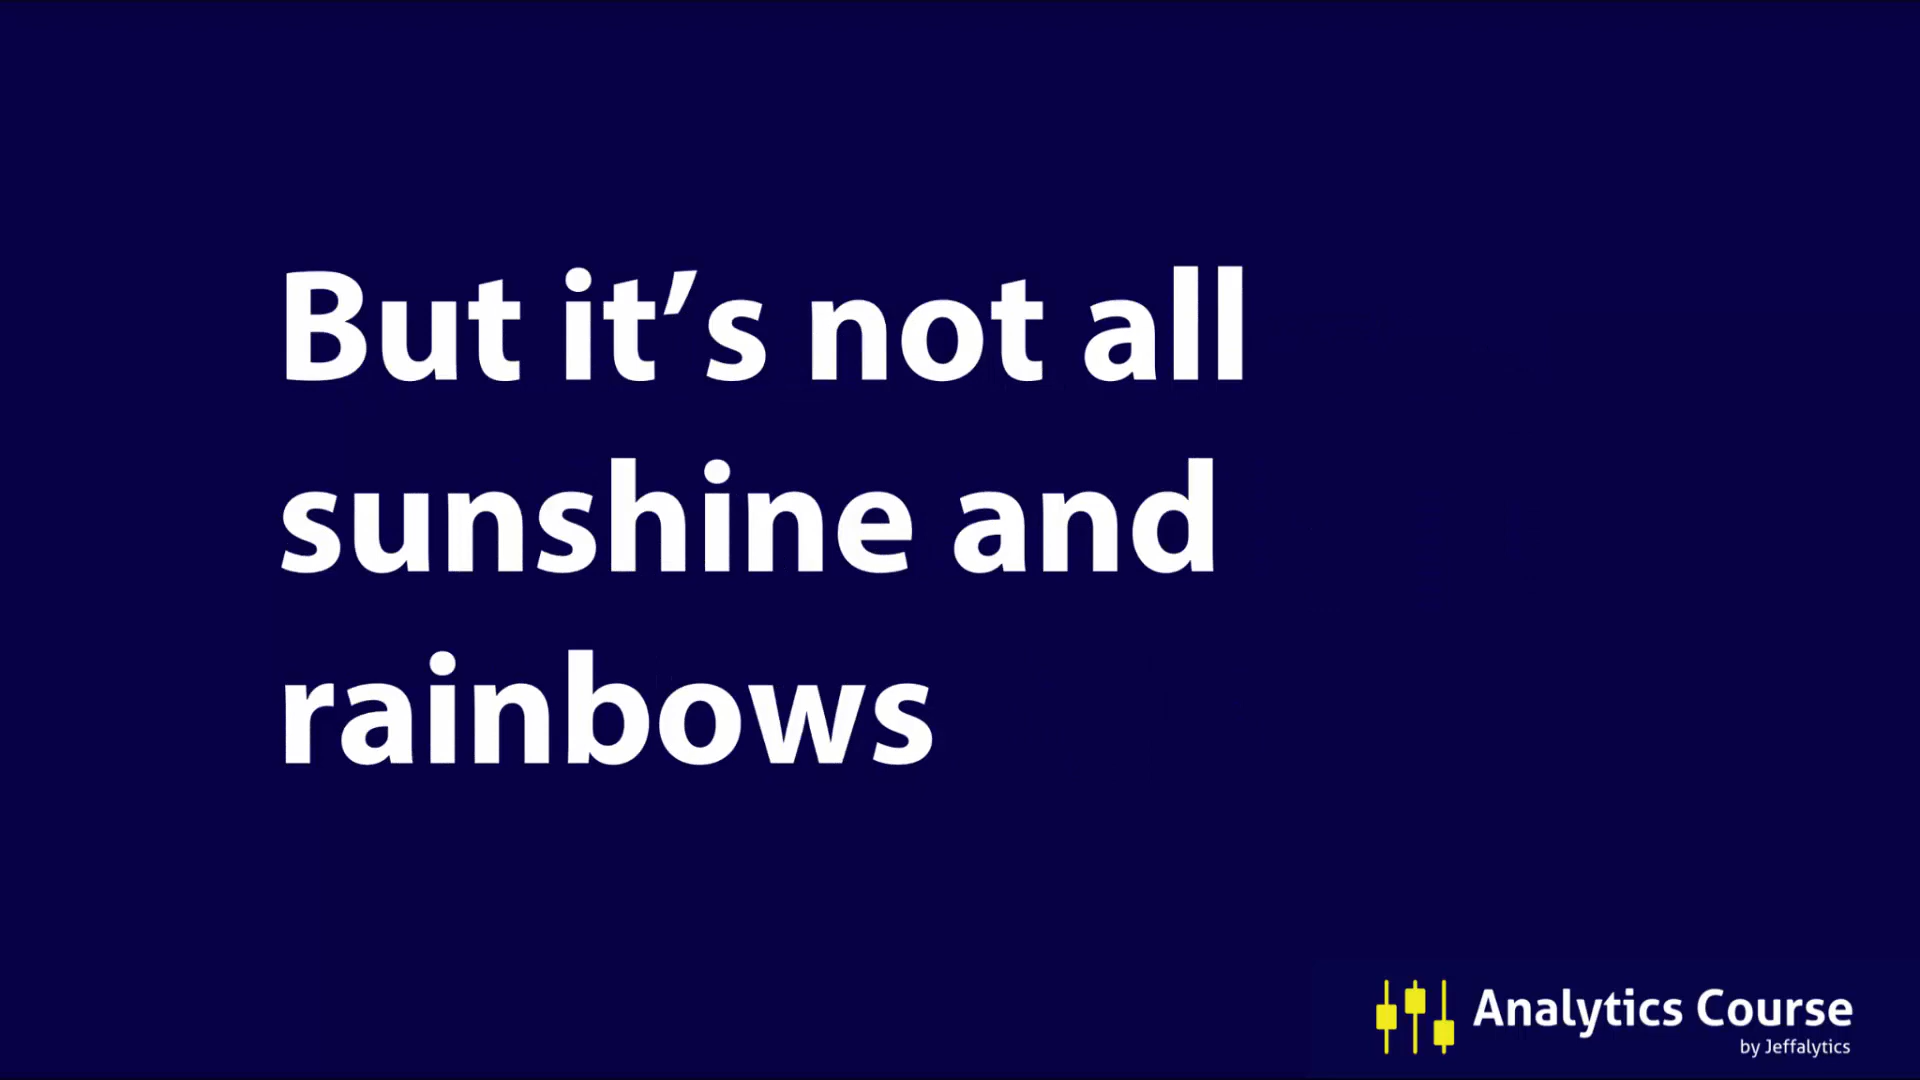 But it’s not all
sunshine and
rainbows
Analytics Course
by Jeffalytics